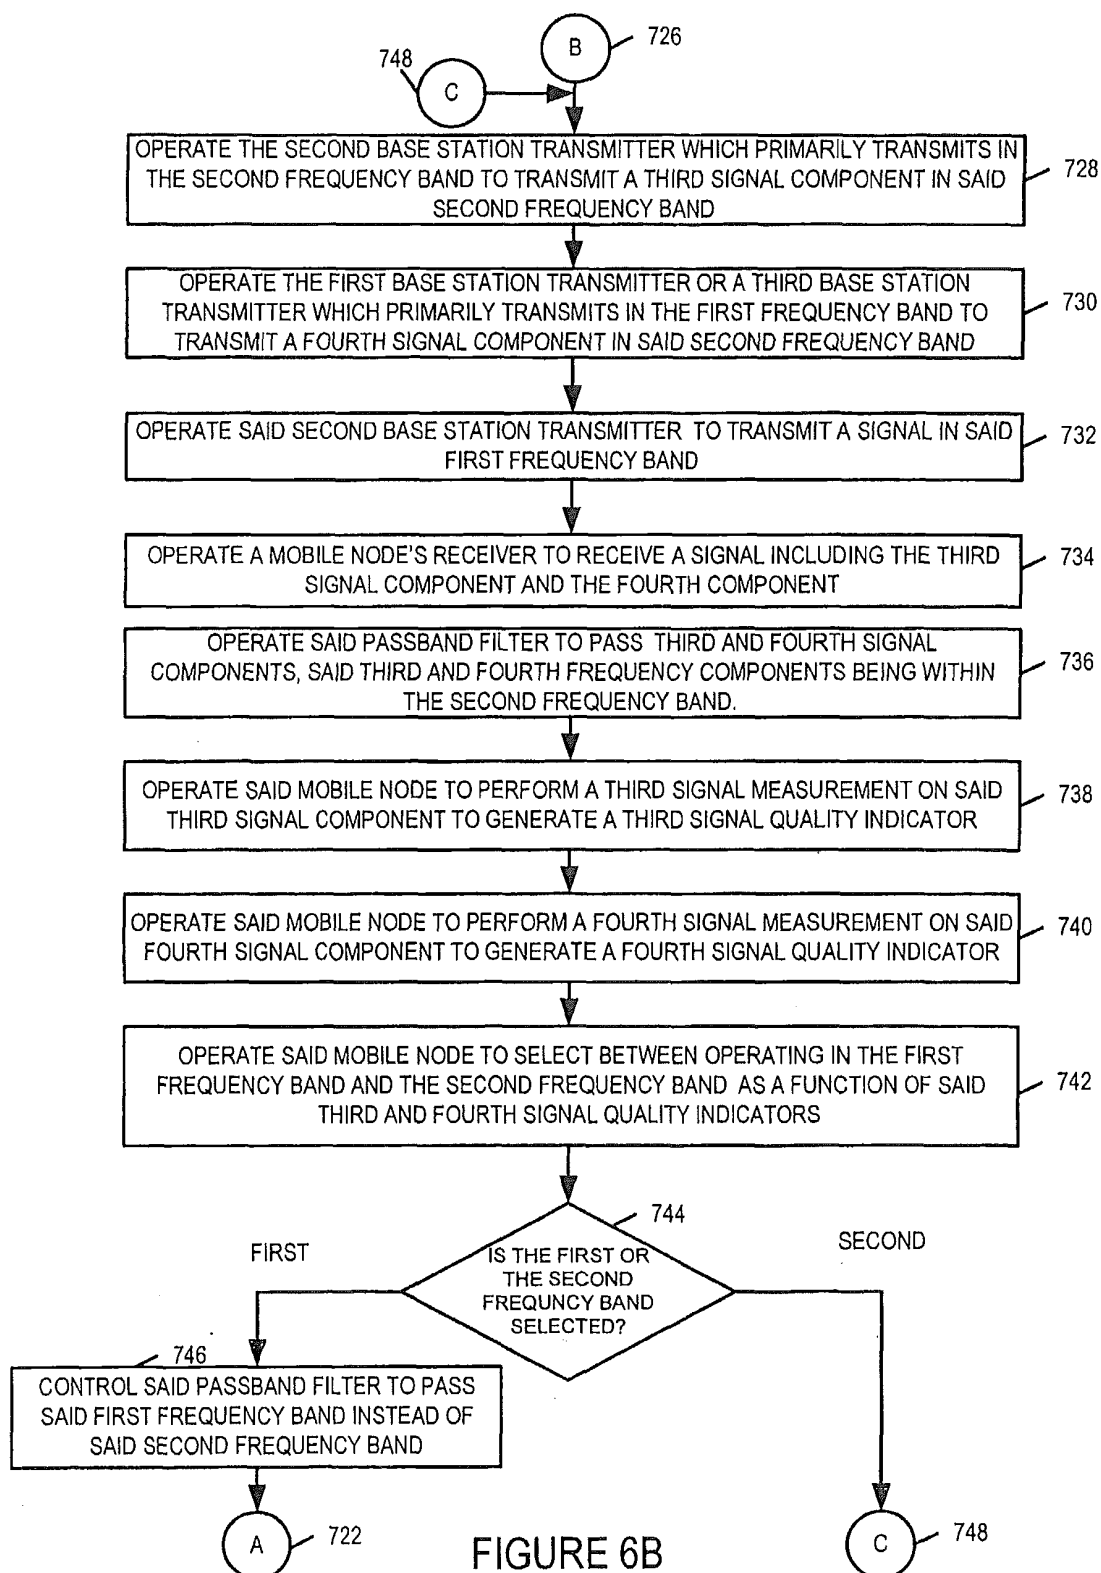 B
726
748
C
OPERATE THE SECOND BASE STATION TRANSMITTER WHICH PRIMARILY TRANSMITS IN
THE SECOND FREQUENCY BAND TO TRANSMIT A THIRD SIGNAL COMPONENT IN SAID
SECOND FREQUENCY BAND
728
OPERATE THE FIRST BASE STATION TRANSMITTER OR A THIRD BASE STATION
TRANSMITTER WHICH PRIMARILY TRANSMITS IN THE FIRST FREQUENCY BAND TO
TRANSMIT A FOURTH SIGNAL COMPONENT IN SAID SECOND FREQUENCY BAND
730
OPERATE SAID SECOND BASE STATION TRANSMITTER TO TRANSMIT A SIGNAL IN SAID
FIRST FREQUENCY BAND
732
OPERATE A MOBILE NODE'S RECEIVER TO RECEIVE A SIGNAL INCLUDING THE THIRD
SIGNAL COMPONENT AND THE FOURTH COMPONENT
734
OPERATE SAID PASSBAND FILTER TO PASS THIRD AND FOURTH SIGNAL
COMPONENTS, SAID THIRD AND FOURTH FREQUENCY COMPONENTS BEING WITHIN
THE SECOND FREQUENCY BAND.
736
OPERATE SAID MOBILE NODE TO PERFORM A THIRD SIGNAL MEASUREMENT ON SAID
THIRD SIGNAL COMPONENT TO GENERATE A THIRD SIGNAL QUALITY INDICATOR
738
OPERATE SAID MOBILE NODE TO PERFORM A FOURTH SIGNAL MEASUREMENT ON SAID
FOURTH SIGNAL COMPONENT TO GENERATE A FOURTH SIGNAL QUALITY INDICATOR
740
OPERATE SAID MOBILE NODE TO SELECT BETWEEN OPERATING IN THE FIRST
FREQUENCY BAND AND THE SECOND FREQUENCY BAND AS A FUNCTION OF SAID
THIRD AND FOURTH SIGNAL QUALITY INDICATORS
742
744
FIRST
SECOND
IS THE FIRST OR
THE SECOND
FREQUNCY BAND
SELECTED?
746
CONTROL SAID PASSBAND FILTER TO PASS
SAID FIRST FREQUENCY BAND INSTEAD OF
SAID SECOND FREQUENCY BAND
A
722
C
748
FIGURE 6B